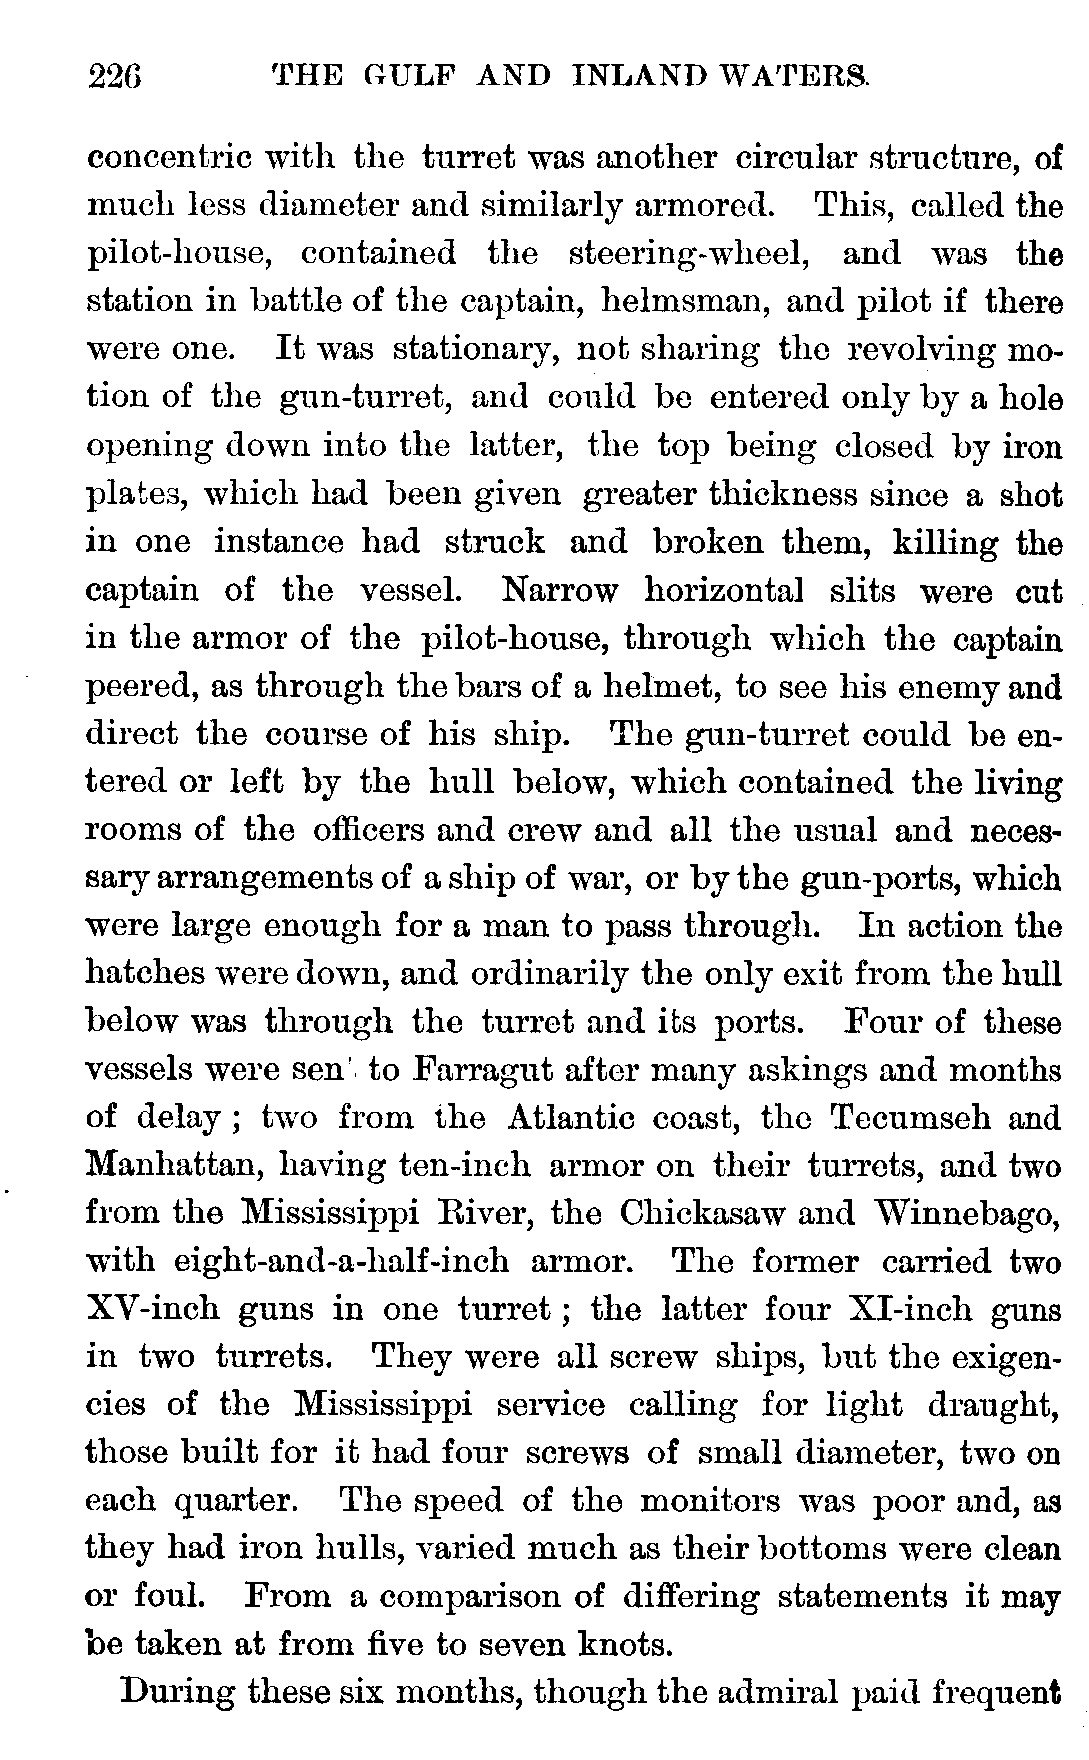 226 THE GULF AND INLAND WATERS.
concentric with the turret was another circular structure, of
much less diameter and similarly armored. This, called the
pilot-house, contained the steering-wheel, and was the
station in battle of the captain, helmsman, and pilot if there
were one. It was stationary, not sharing the revolving mo-
tion of the gun-turret, and could be entered only by a hole
opening down into the latter, the top being closed by iron
plates, which had been given greater thickness since a shot
in one instance had struck and broken them, killing the
captain of the vessel. Narrow horizontal slits were cut
in the armor of the pilot-house, through which the captain
peered, as through the bars of a helmet, to see his enemy and
direct the course of his ship. The gun-turret could be en-
tered or left by the hull below, which contained the living
rooms of the officers and crew and all the usual and neces-
sary arrangements of a ship of war, or by the gun-ports, which
were large enough for a man to pass through. In action the
hatches were down, and ordinarily the only exit from the hull
below was through the turret and its ports. Four of these
vessels were sen' to Farragut after many askings and months
of delay ; two from the Atlantic coast, the Tecumseh and
Manhattan, having ten-inch armor on their turrets, and two
from the Mississippi River, the Chickasaw and Winnebago,
with eight-and-a-half-inch armor. The former carried two
XV-inch guns in one turret ; the latter four XI-inch guns
in two turrets. They were all screw ships, but the exigen-
cies of the Mississippi service calling for light draught,
those built for it had four screws of small diameter, two on
each quarter. The speed of the monitors was poor and, as
they had iron hulls, varied much as their bottoms were clean
or foul. From a comparison of differing statements it may
be taken at from five to seven knots.
During these six months, though the admiral paid frequent